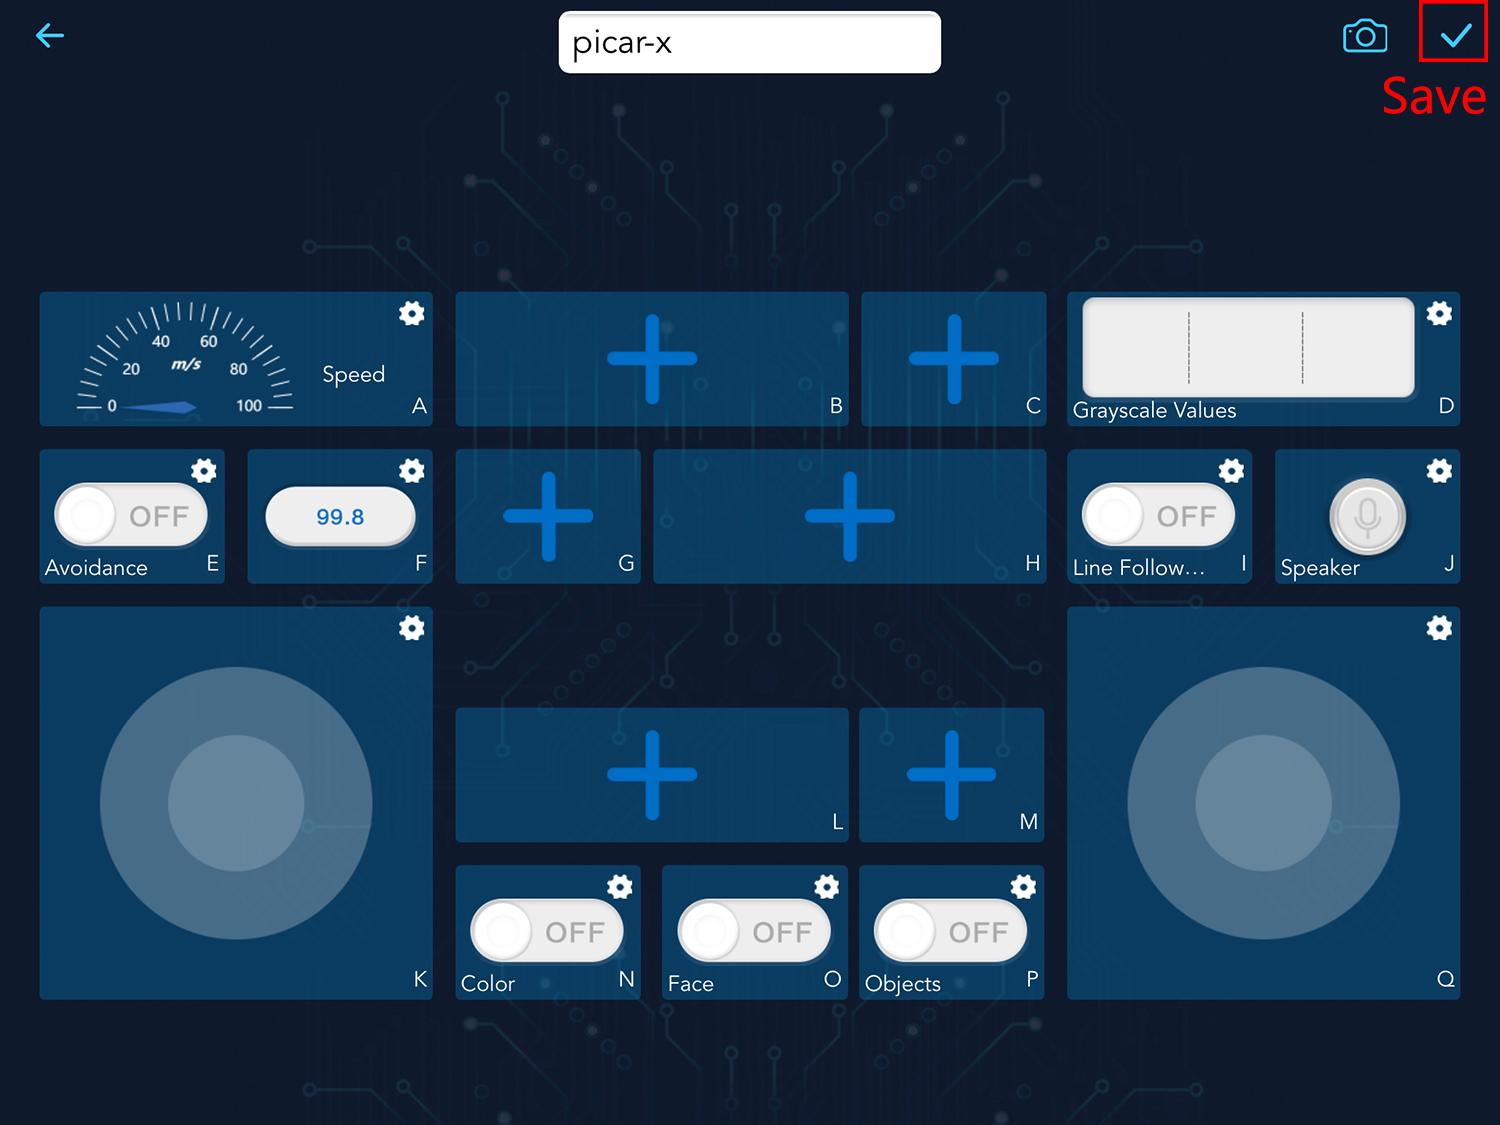 picar-x
Save
40 60
20 m/s 80
0 100
Speed
A
B
C
Grayscale Values
D
OFF
Avoidance
E
99.8
F
G
H
OFF
Line Follow...
I
Speaker
J
K
L
M
OFF
Color
N
OFF
Face
O
OFF
Objects
P
Q